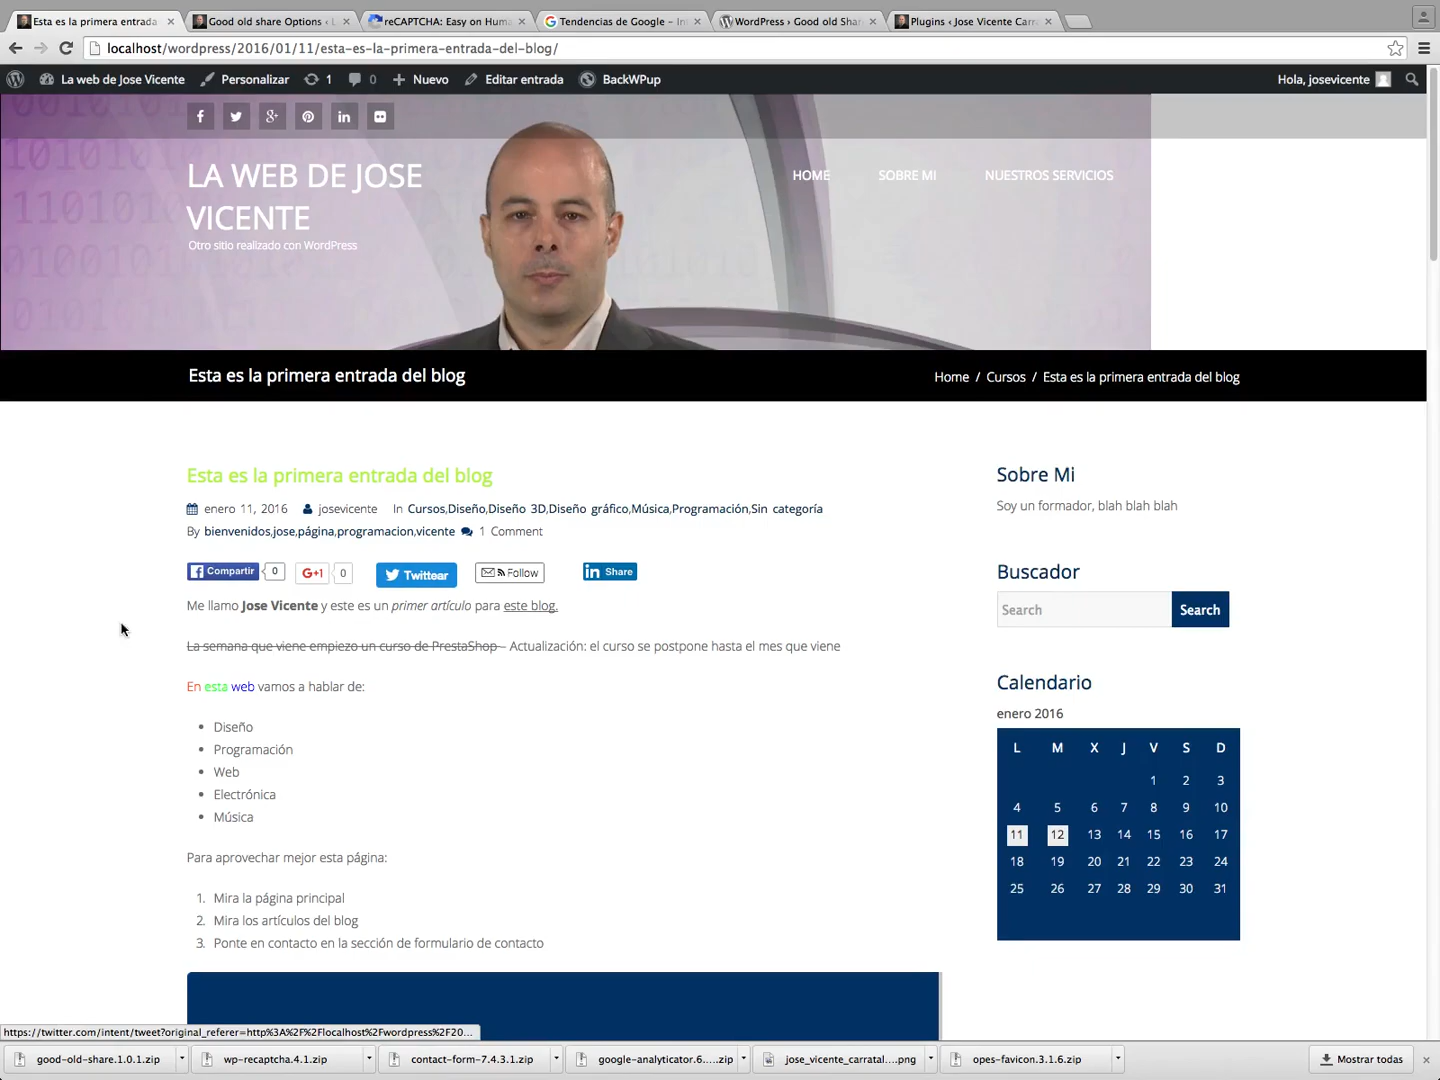 Esta es la primera entrada
Good old share Options ‹ L
reCAPTCHA: Easy on Huma
Tendencias de Google – Int
WordPress › Good old Shar
Plugins ‹ Jose Vicente Carra
localhost/wordpress/2016/01/11/esta-es-la-primera-entrada-del-blog/
La web de Jose Vicente
Personalizar
1
0
Nuevo
Editar entrada
BackWPup
Hola, josevicente
LA WEB DE JOSE
VICENTE
Otro sitio realizado con WordPress
HOME
SOBRE MI
NUESTROS SERVICIOS
Esta es la primera entrada del blog
Home / Cursos / Esta es la primera entrada del blog
Esta es la primera entrada del blog
enero 11, 2016 josevicente In Cursos,Diseño,Diseño 3D,Diseño gráfico,Música,Programación,Sin categoría
By bienvenidos,jose,página,programacion,vicente 1 Comment
Compartir 0 G+1 0 Twittear Follow in Share
Me llamo Jose Vicente y este es un primer artículo para este blog.
La semana que viene empiezo un curso de PrestaShop – Actualización: el curso se postpone hasta el mes que viene
En esta web vamos a hablar de:
• Diseño
• Programación
• Web
• Electrónica
• Música
Para aprovechar mejor esta página:
1. Mira la página principal
2. Mira los artículos del blog
3. Ponte en contacto en la sección de formulario de contacto
Sobre Mi
Soy un formador, blah blah blah
Buscador
Search
Search
Calendario
enero 2016
L M X J V S D
1 2 3
4 5 6 7 8 9 10
11 12 13 14 15 16 17
18 19 20 21 22 23 24
25 26 27 28 29 30 31
https://twitter.com/intent/tweet?original_referer=http%3A%2F%2Flocalhost%2Fwordpress%2F20...
good-old-share.1.0.1.zip
wp-recaptcha.4.1.zip
contact-form-7.4.3.1.zip
google-analyticator.6.....zip
jose_vicente_carratal....png
opes-favicon.3.1.6.zip
Mostrar todas